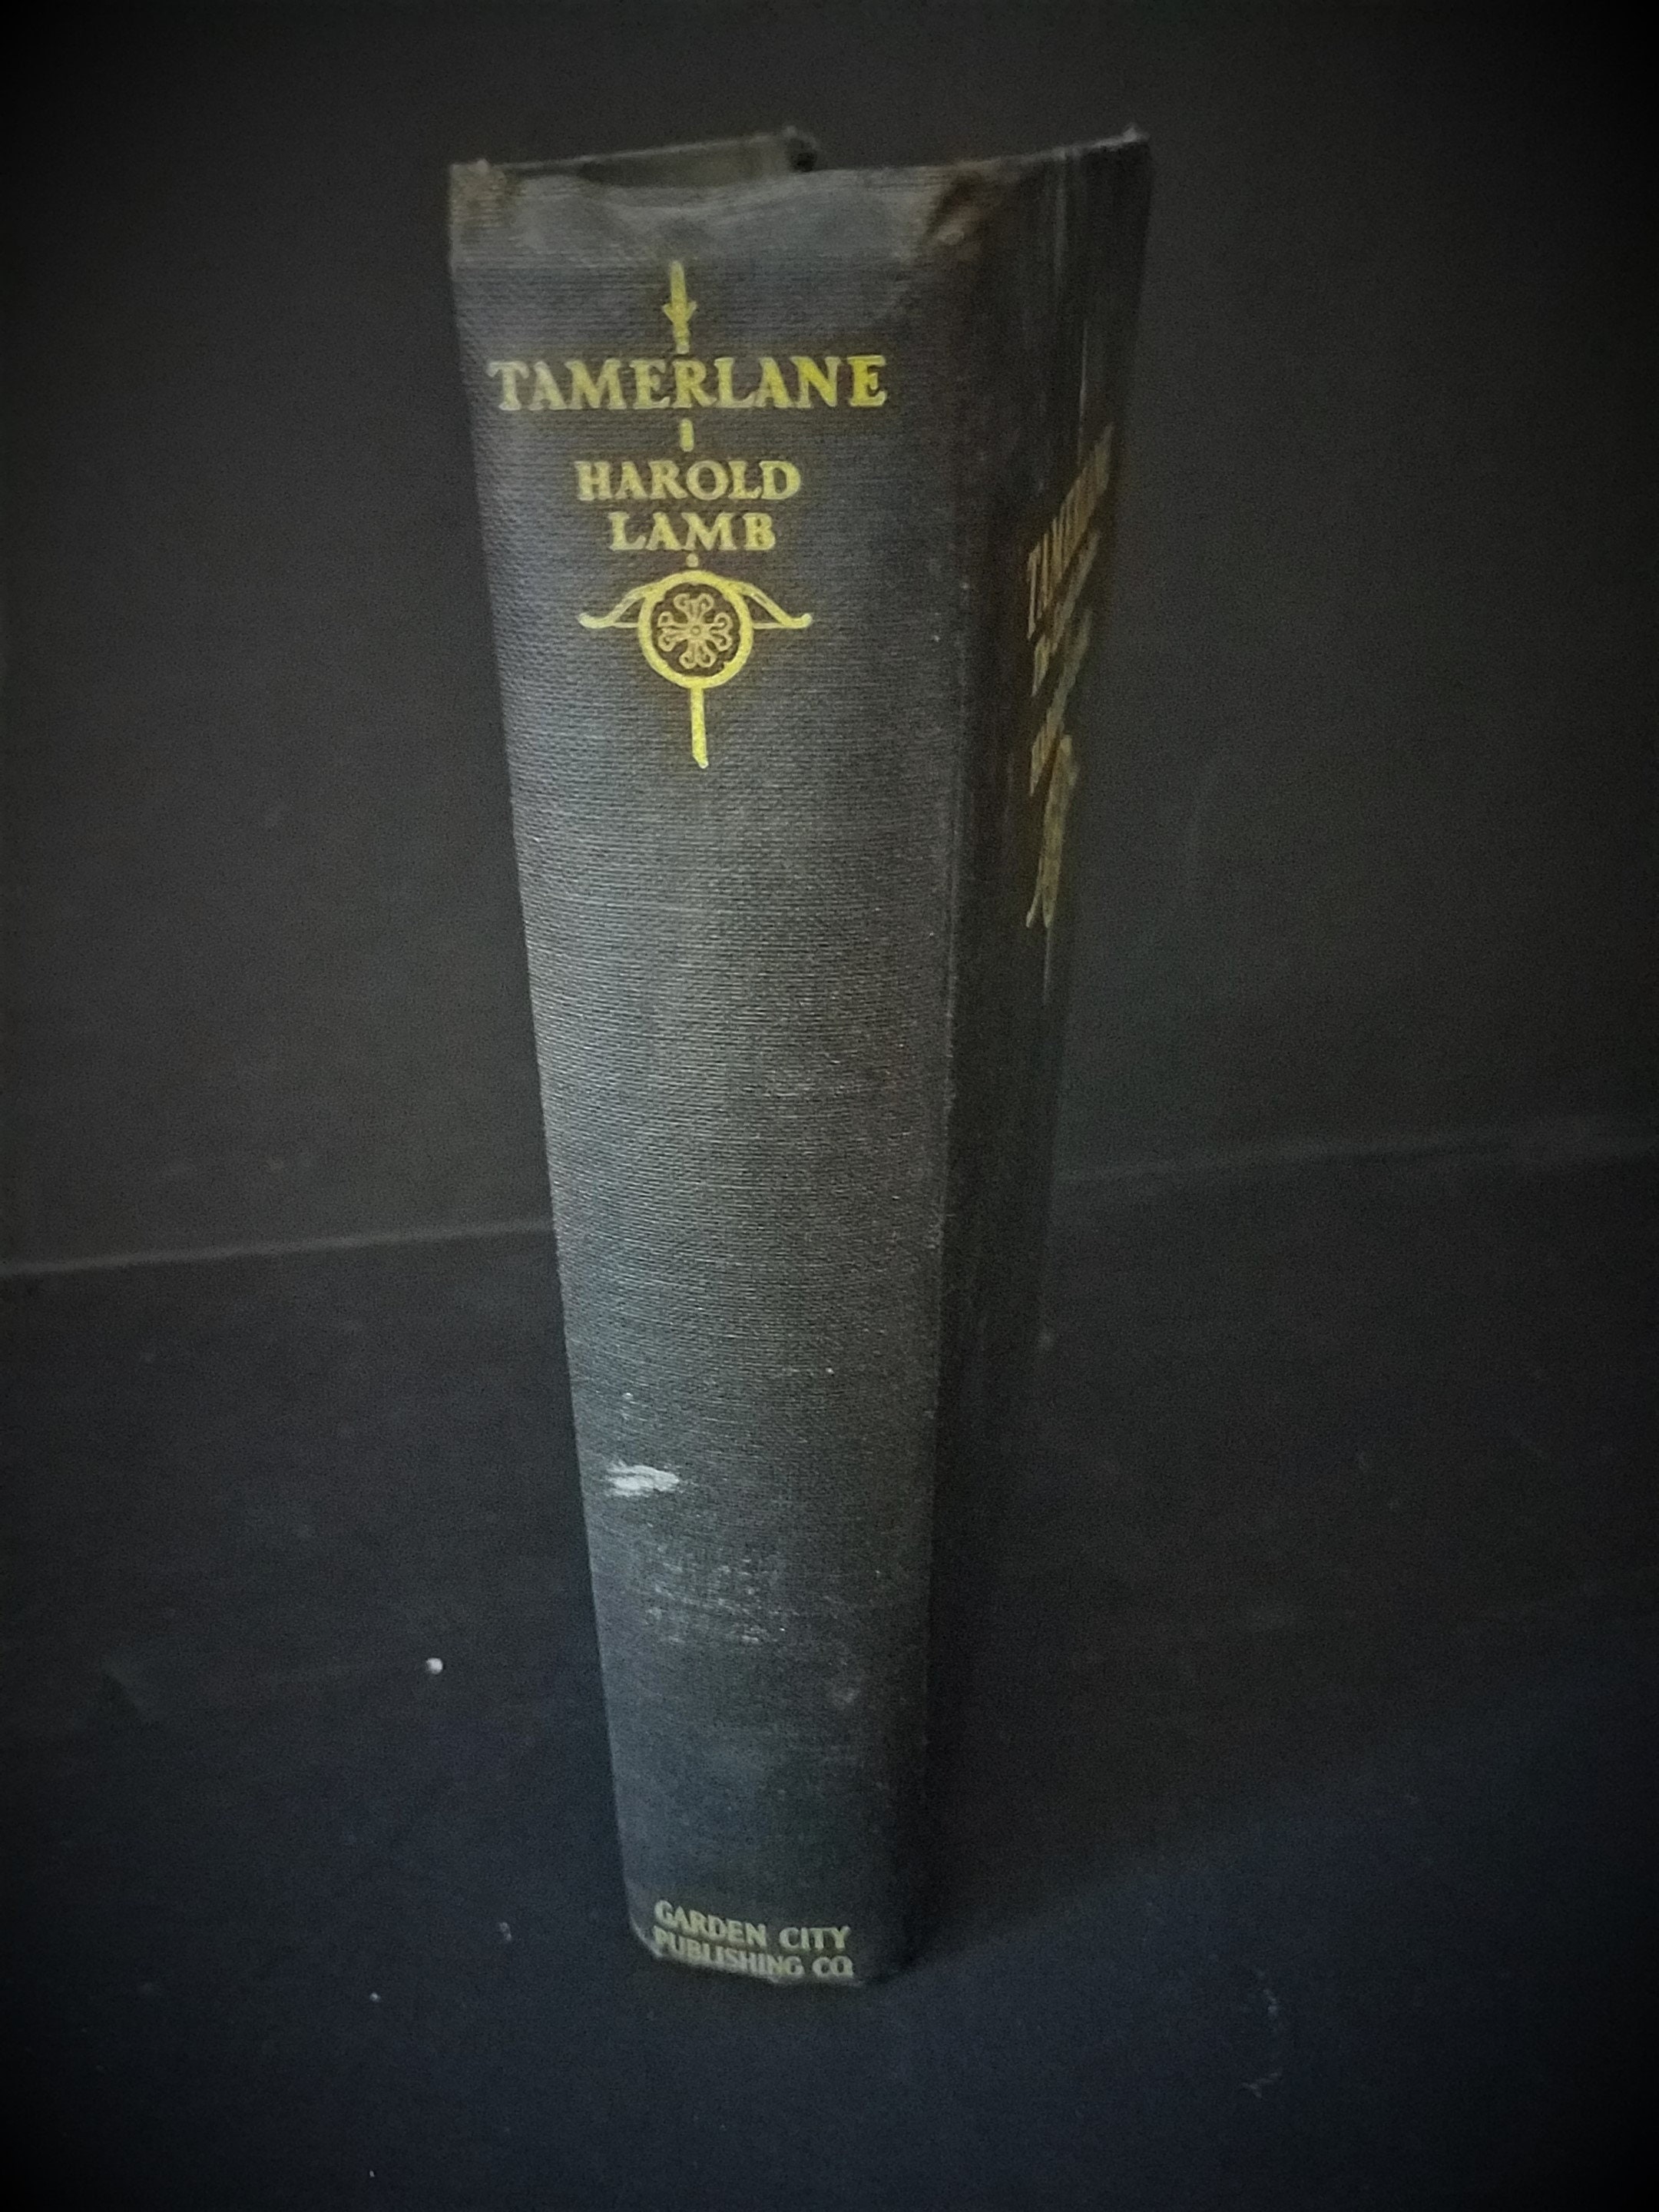 TAMERLANE
HAROLD
LAMB
GARDEN CITY
PUBLISHING CO.